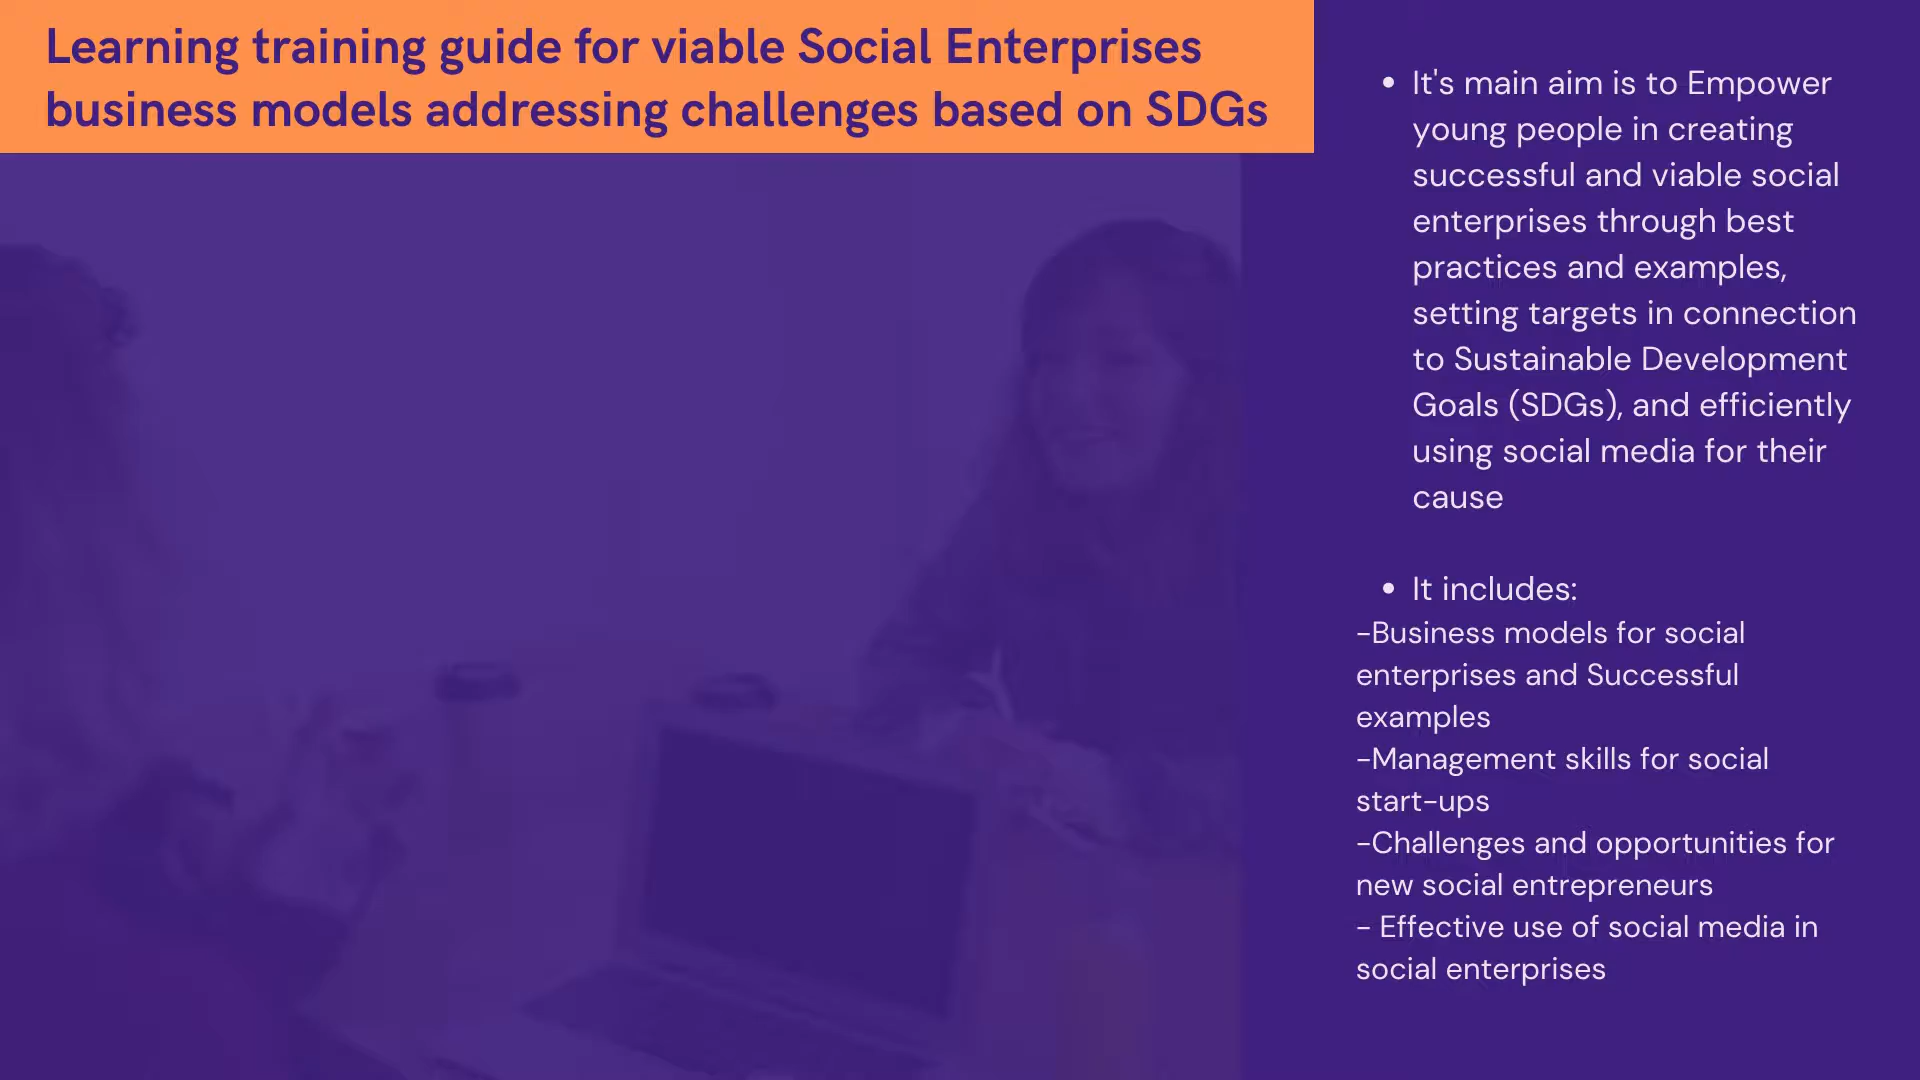 Learning training guide for viable Social Enterprises
business models addressing challenges based on SDGs
• It's main aim is to Empower
young people in creating
successful and viable social
enterprises through best
practices and examples,
setting targets in connection
to Sustainable Development
Goals (SDGs), and efficiently
using social media for their
cause
• It includes:
-Business models for social
enterprises and Successful
examples
-Management skills for social
start-ups
-Challenges and opportunities for
new social entrepreneurs
- Effective use of social media in
social enterprises